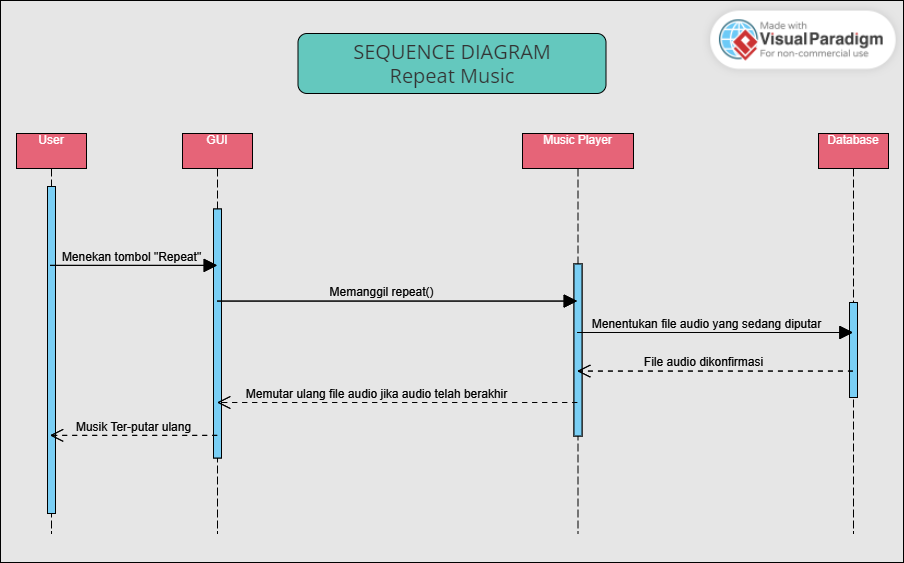 Made with
VisualParadigm
For non-commercial use
SEQUENCE DIAGRAM
Repeat Music
User
GUI
Music Player
Database
Menekan tombol "Repeat"
Memanggil repeat()
Menentukan file audio yang sedang diputar
File audio dikonfirmasi
Memutar ulang file audio jika audio telah berakhir
Musik Ter-putar ulang